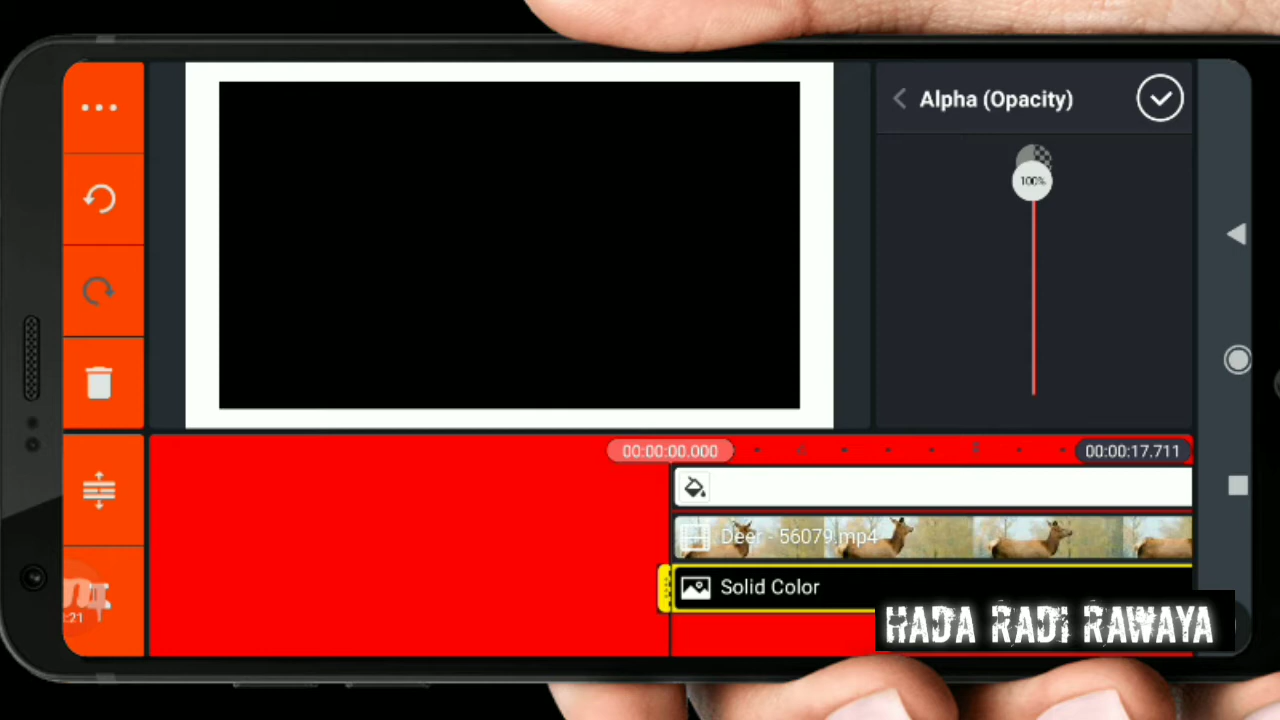 Alpha (Opacity)
100%
00:00:00.000
00:00:17.711
Deer - 56079.mp4
Solid Color
:21
HADA RADI RAWAYA